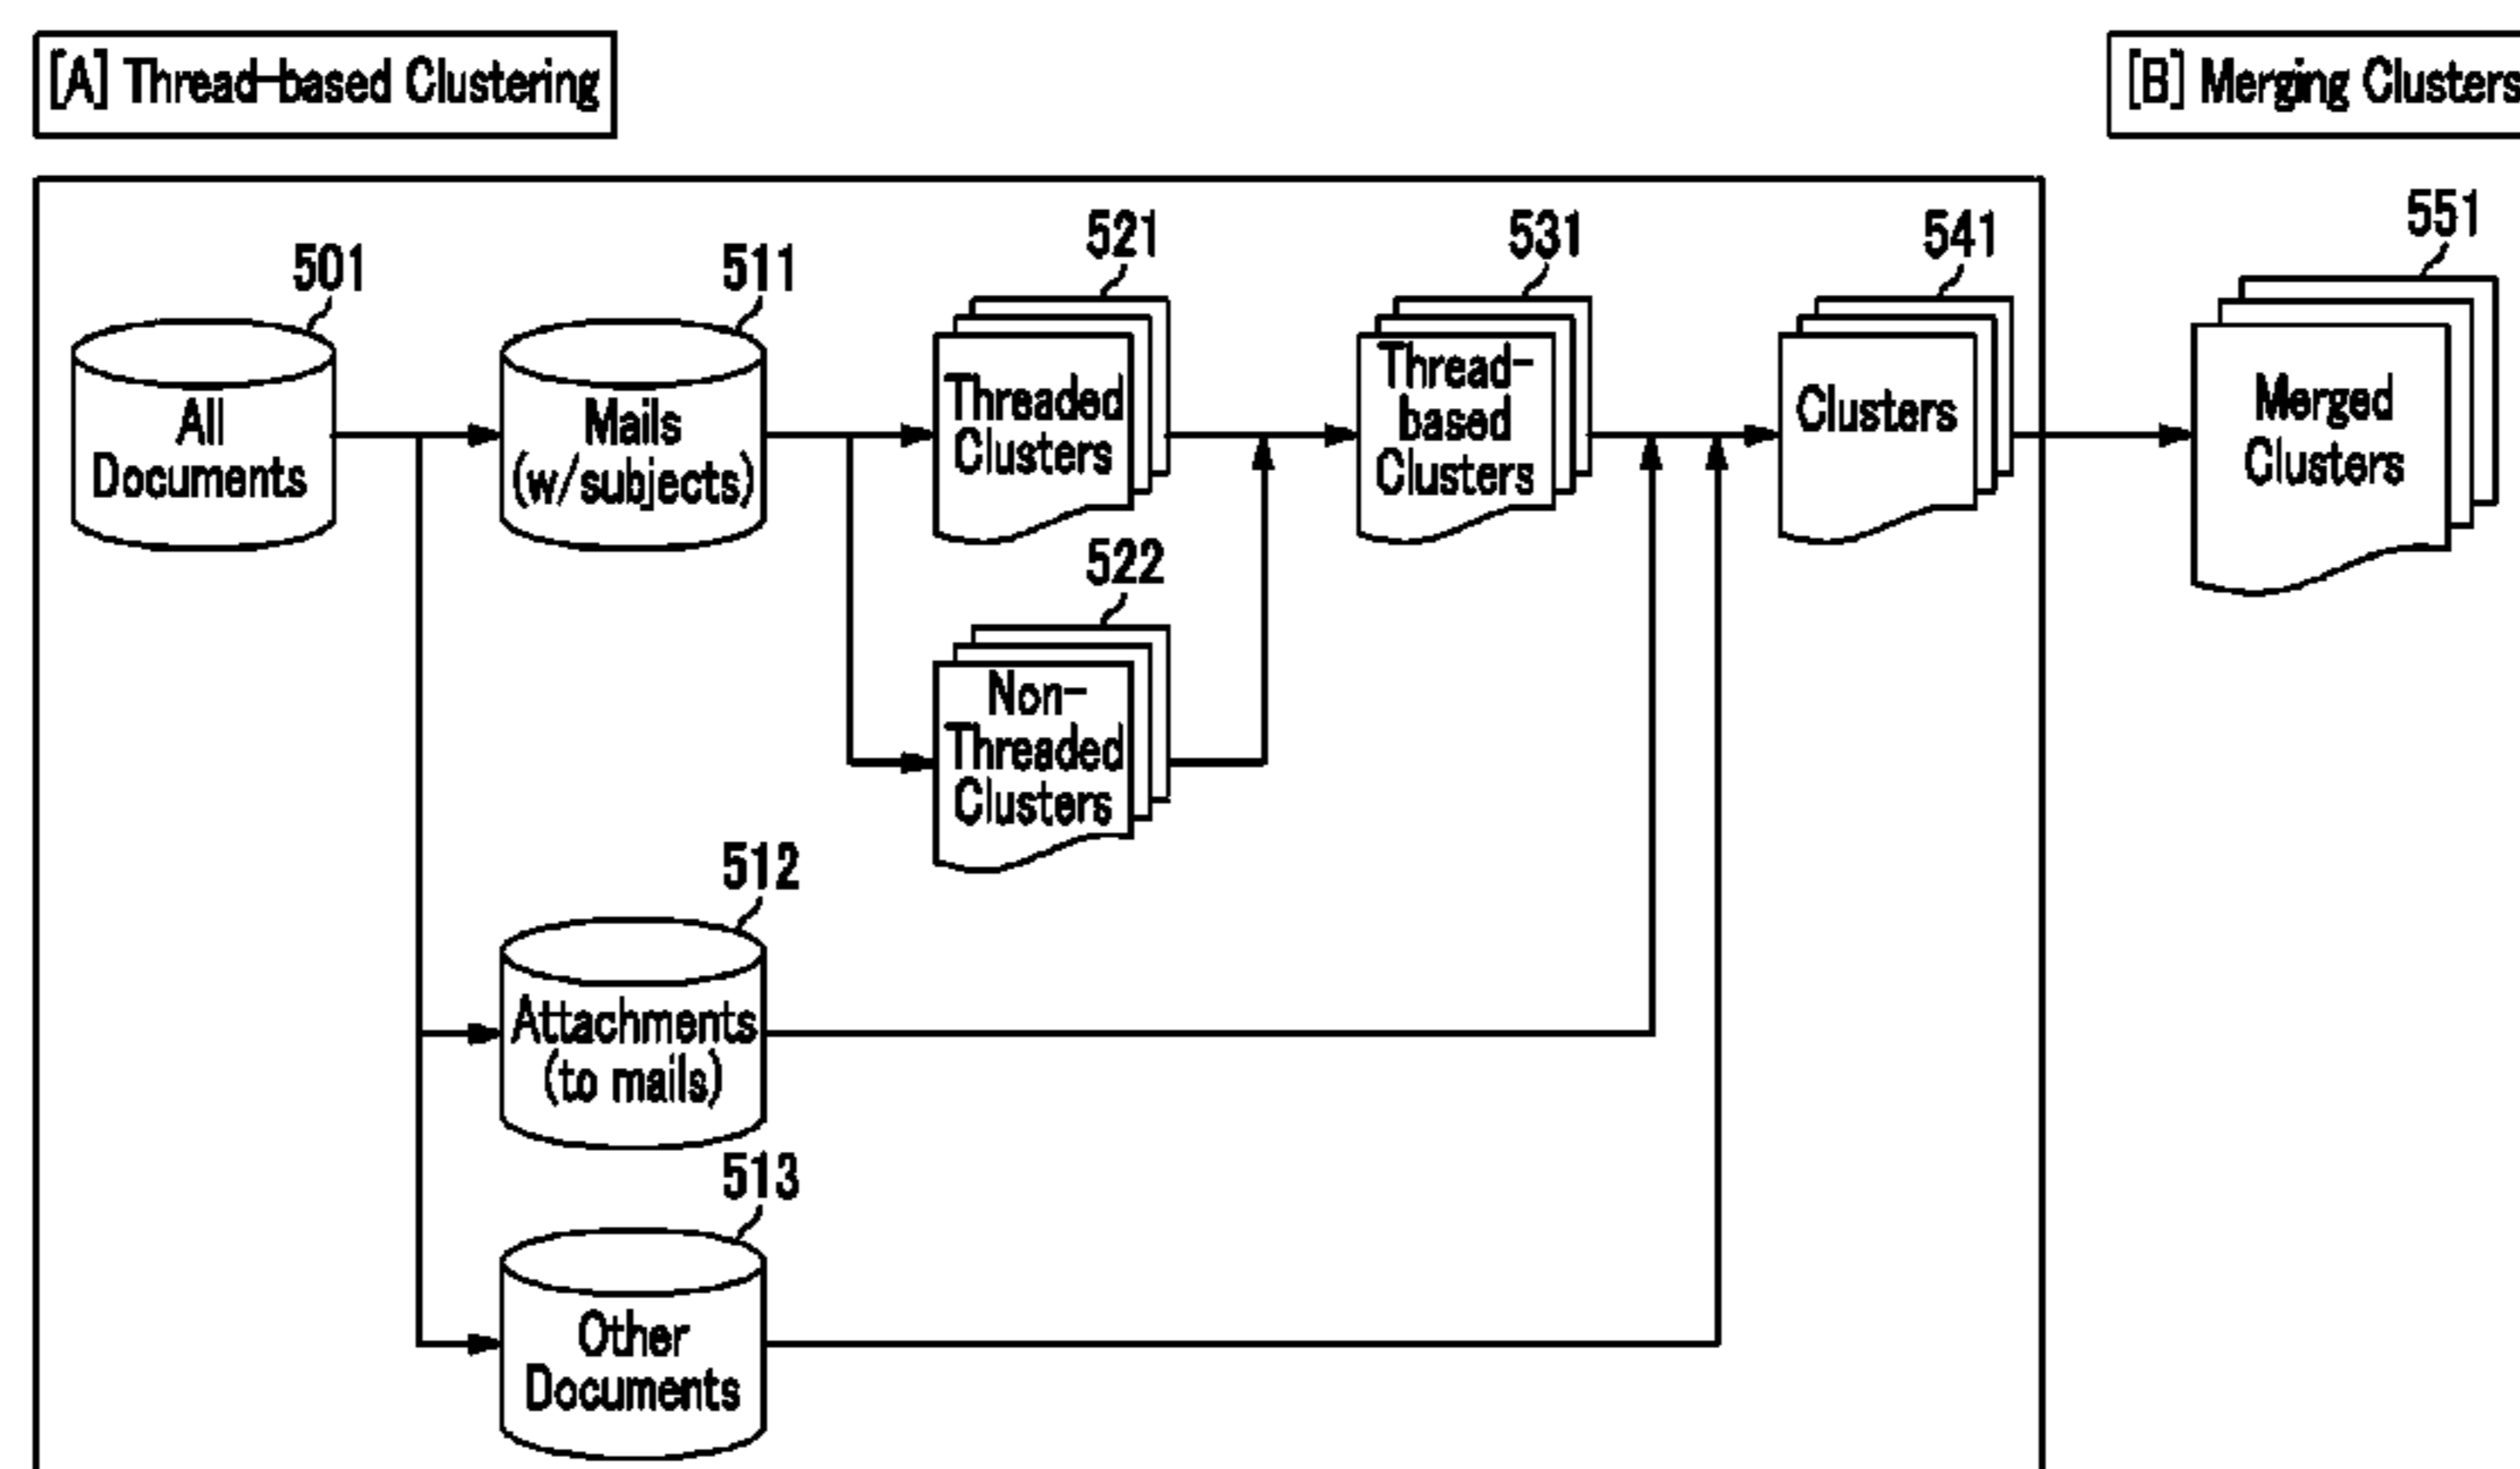 [A] Thread-based Clustering
[B] Merging Clusters
501
511
521
531
541
551
All
Documents
Mails
(w/subjects)
Threaded
Clusters
Thread-
based
Clusters
Clusters
Merged
Clusters
522
Non-
Threaded
Clusters
512
Attachments
(to mails)
513
Other
Documents